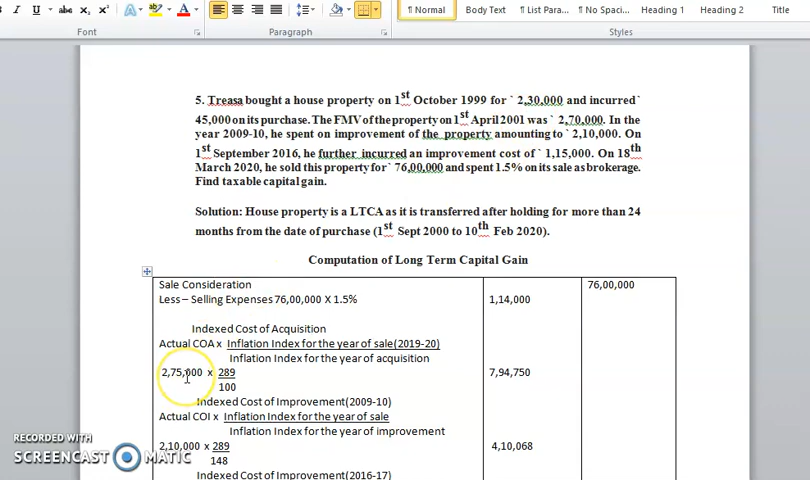 B I U abc x₂ x² A
Font
¶ Normal Body Text ¶ List Para... ¶ No Spaci... Heading 1 Heading 2 Title
Paragraph Styles
5. Treasa bought a house property on 1st October 1999 for ` 2,30,000 and incurred`
45,000 on its purchase. The FMV of the property on 1st April 2001 was ` 2,70,000. In the
year 2009-10, he spent on improvement of the property amounting to ` 2,10,000. On
1st September 2016, he further incurred an improvement cost of ` 1,15,000. On 18th
March 2020, he sold this property for ` 76,00,000 and spent 1.5% on its sale as brokerage.
Find taxable capital gain.
Solution: House property is a LTCA as it is transferred after holding for more than 24
months from the date of purchase (1st Sept 2000 to 10th Feb 2020).
Computation of Long Term Capital Gain
Sale Consideration 76,00,000
Less – Selling Expenses 76,00,000 X 1.5% 1,14,000
Indexed Cost of Acquisition
Actual COA x Inflation Index for the year of sale(2019-20)
Inflation Index for the year of acquisition
2,75,000 x 289 7,94,750
100
Indexed Cost of Improvement(2009-10)
Actual COI x Inflation Index for the year of sale
Inflation Index for the year of improvement
2,10,000 x 289 4,10,068
148
Indexed Cost of Improvement(2016-17)
RECORDED WITH
SCREENCAST MATIC